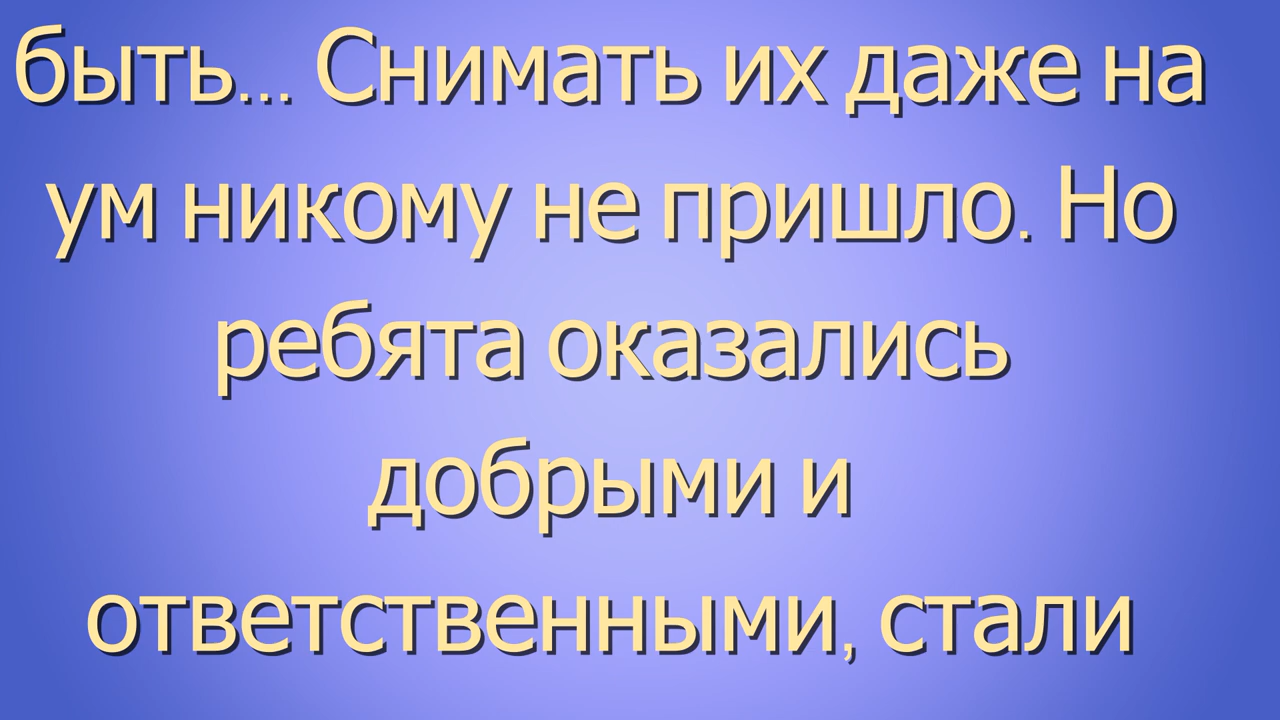 быть... Снимать их даже на
ум никому не пришло. Но
ребята оказались
добрыми и
ответственными, стали